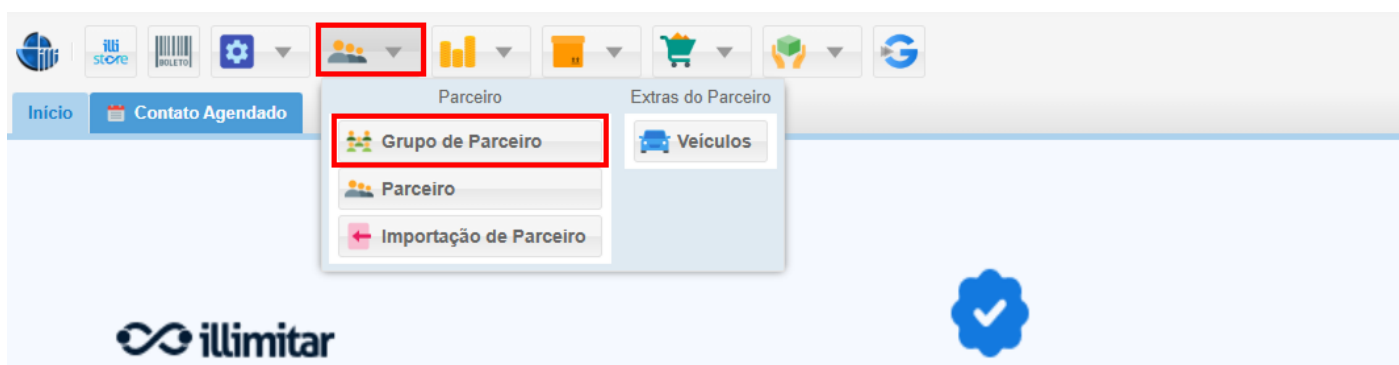 illi
illi
store
BOLETO
Início
Contato Agendado
Parceiro
Extras do Parceiro
Grupo de Parceiro
Veículos
Parceiro
Importação de Parceiro
illimitar